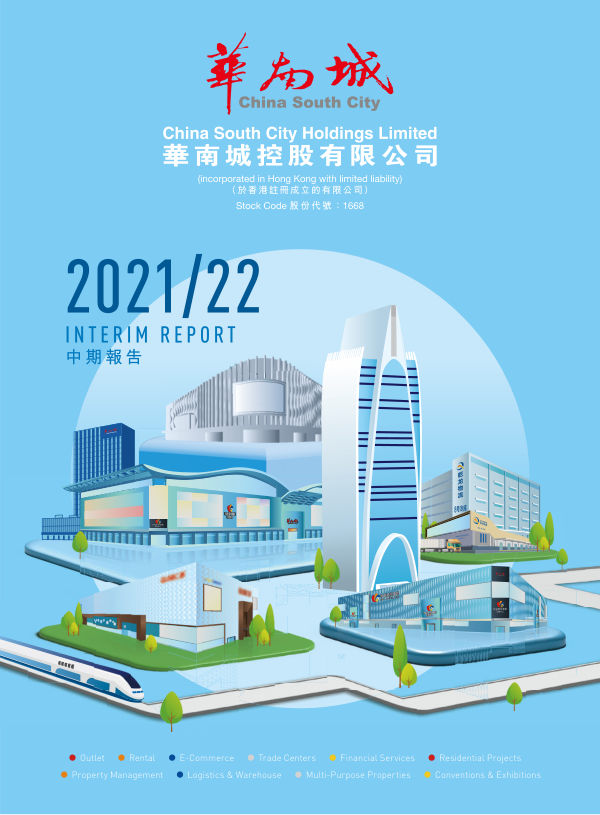 華南城
China South City
China South City Holdings Limited
華南城控股有限公司
(incorporated in Hong Kong with limited liability)
（於香港註冊成立的有限公司）
Stock Code 股份代號：1668
2021/22
INTERIM REPORT
中期報告
Outlet Rental E-Commerce Trade Centers Financial Services Residential Projects
Property Management Logistics & Warehouse Multi-Purpose Properties Conventions & Exhibitions